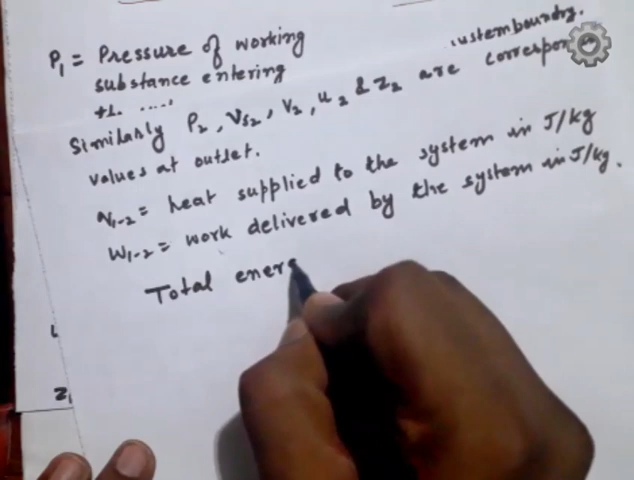 P1 = Pressure of working
substance entering
Similarly P2, Vs2, V2, u2 & Z2 are correspon
values at outlet.
q1-2 = heat supplied to the system in J/kg
W1-2 = work delivered by the system in J/kg.
Total ener